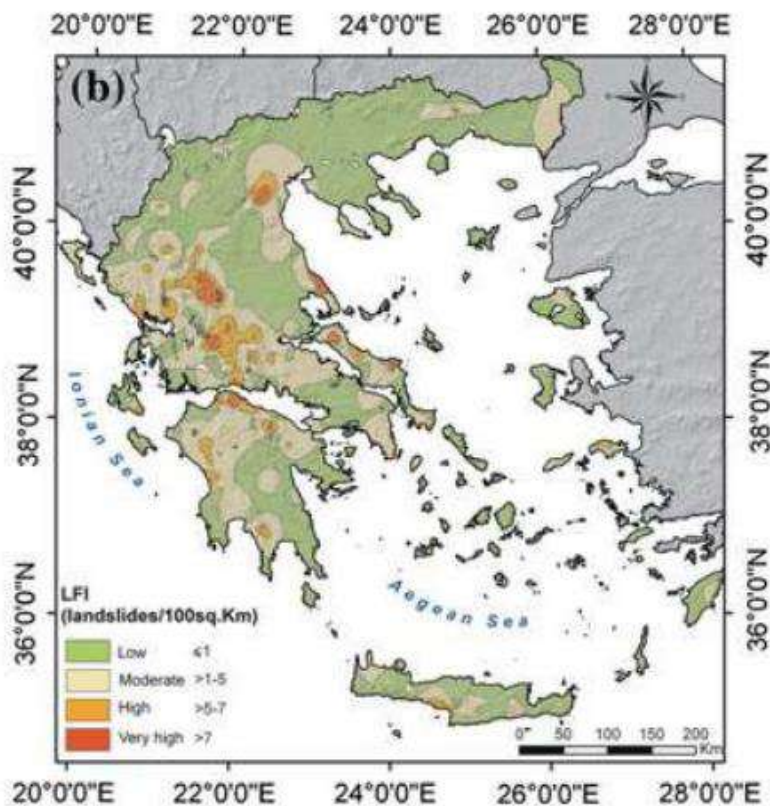 20°0'0"E 22°0'0"E 24°0'0"E 26°0'0"E 28°0'0"E
(b)
40°0'0"N 40°0'0"N
38°0'0"N 38°0'0"N
36°0'0"N 36°0'0"N
Ionian Sea
Aegean Sea
LFI
(landslides/100sq.Km)
Low ≤1
Moderate >1-5
High >5-7
Very high >7
0 50 100 150 200
Km
20°0'0"E 22°0'0"E 24°0'0"E 26°0'0"E 28°0'0"E